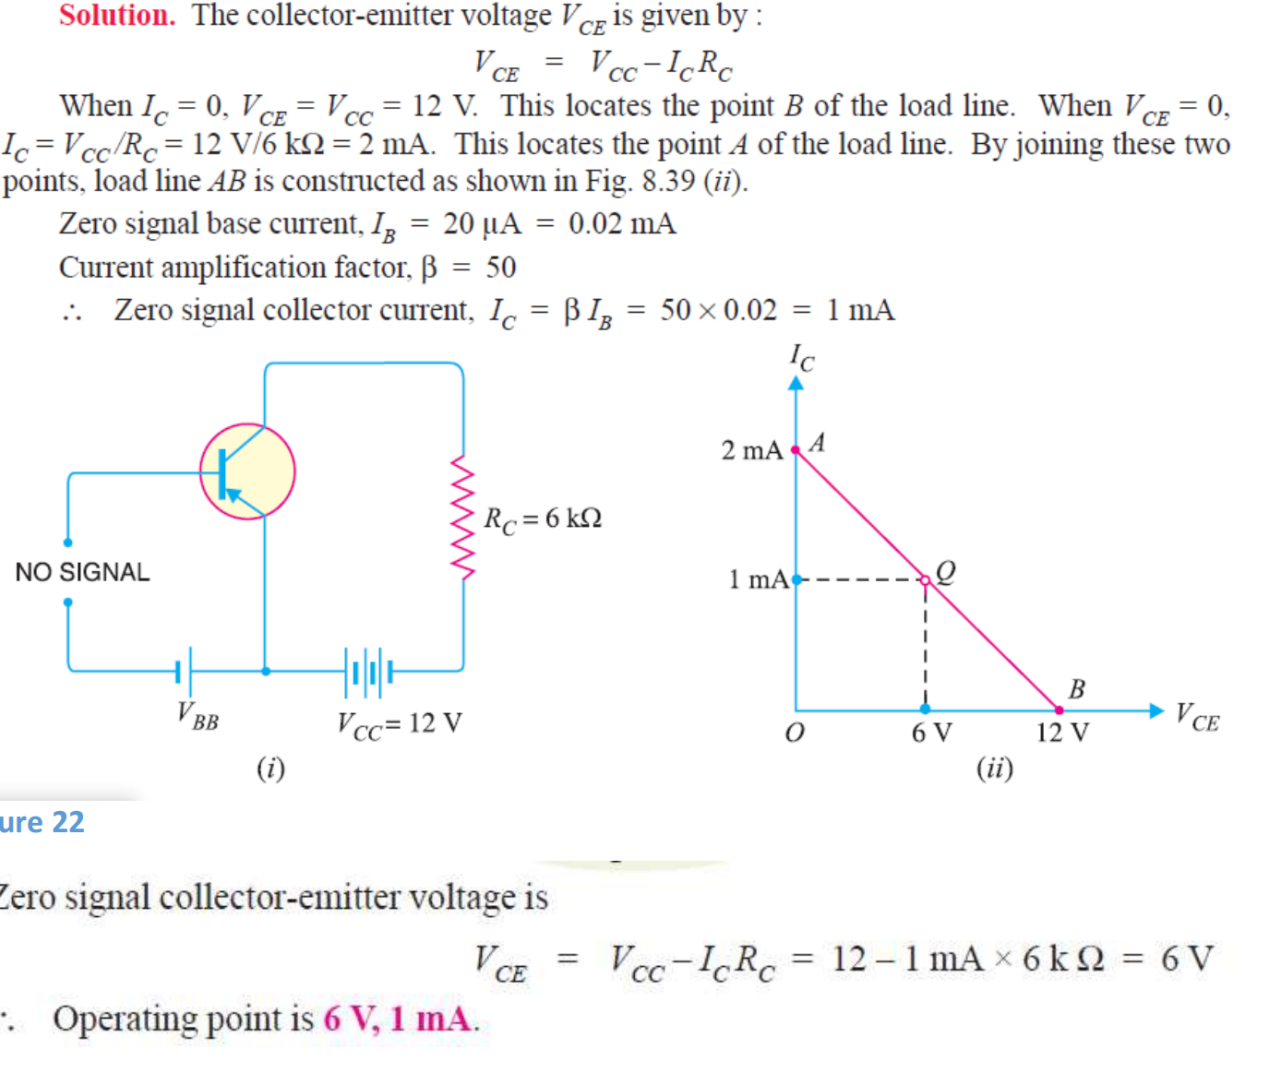 Solution. The collector-emitter voltage V_CE is given by :
V_CE = V_CC – I_C R_C
When I_C = 0, V_CE = V_CC = 12 V. This locates the point B of the load line. When V_CE = 0,
I_C = V_CC/R_C = 12 V/6 kΩ = 2 mA. This locates the point A of the load line. By joining these two
points, load line AB is constructed as shown in Fig. 8.39 (ii).
Zero signal base current, I_B = 20 µA = 0.02 mA
Current amplification factor, β = 50
∴ Zero signal collector current, I_C = β I_B = 50 × 0.02 = 1 mA
R_C = 6 kΩ
NO SIGNAL
V_BB
V_CC = 12 V
(i)
I_C
2 mA
A
1 mA
Q
B
V_CE
O
6 V
12 V
(ii)
ure 22
Zero signal collector-emitter voltage is
V_CE = V_CC – I_C R_C = 12 – 1 mA × 6 k Ω = 6 V
∴ Operating point is 6 V, 1 mA.